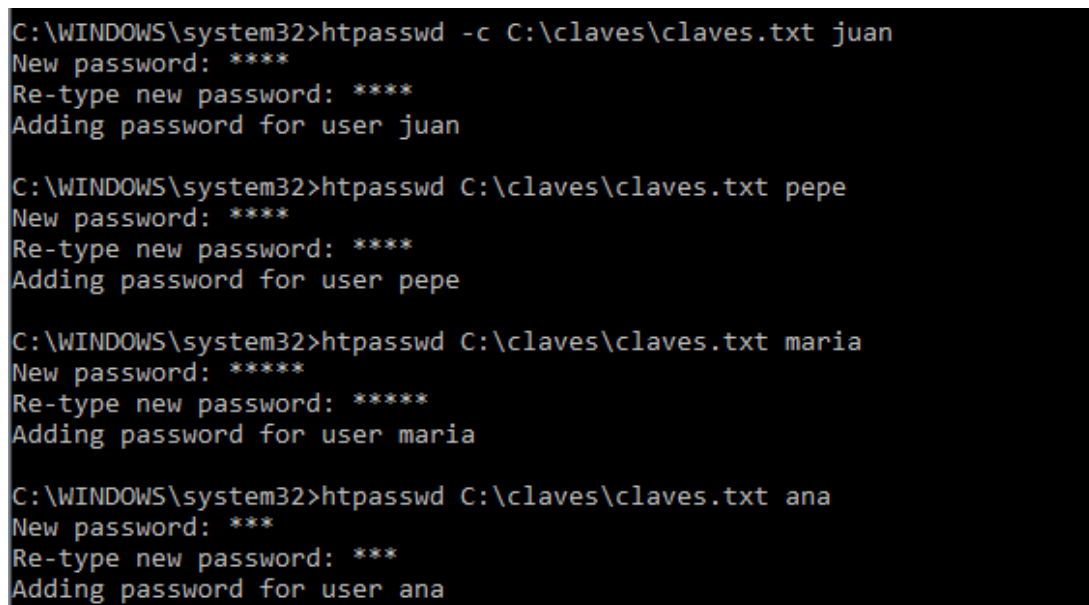 C:\WINDOWS\system32>htpasswd -c C:\claves\claves.txt juan
New password: ****
Re-type new password: ****
Adding password for user juan
C:\WINDOWS\system32>htpasswd C:\claves\claves.txt pepe
New password: ****
Re-type new password: ****
Adding password for user pepe
C:\WINDOWS\system32>htpasswd C:\claves\claves.txt maria
New password: *****
Re-type new password: *****
Adding password for user maria
C:\WINDOWS\system32>htpasswd C:\claves\claves.txt ana
New password: ***
Re-type new password: ***
Adding password for user ana